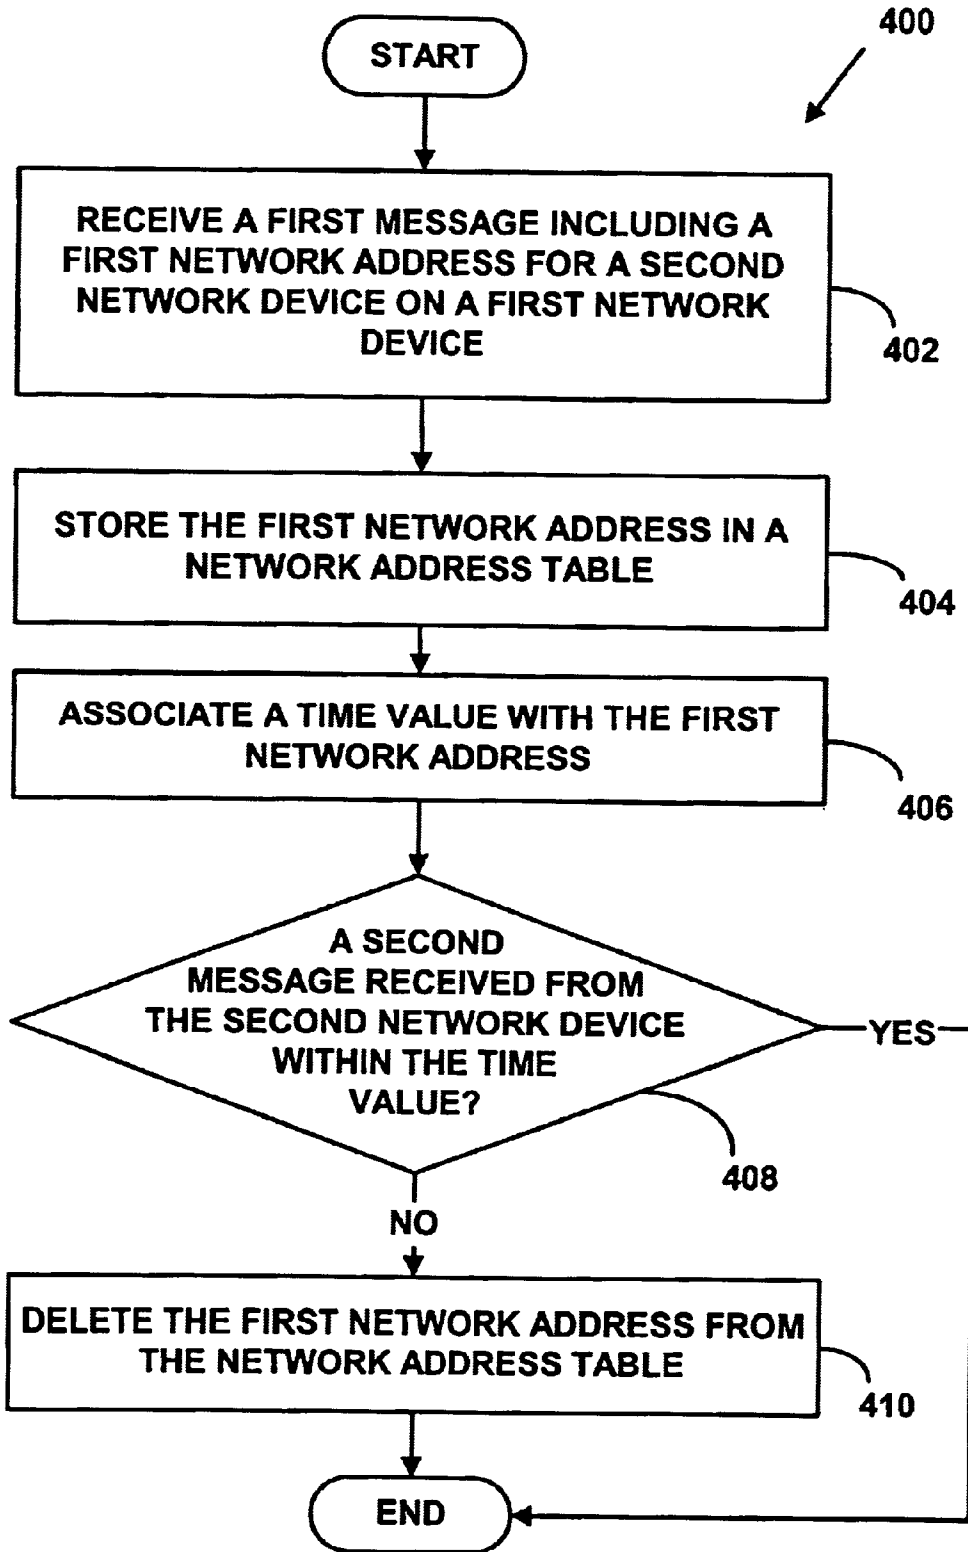 400
START
RECEIVE A FIRST MESSAGE INCLUDING A
FIRST NETWORK ADDRESS FOR A SECOND
NETWORK DEVICE ON A FIRST NETWORK
DEVICE
402
STORE THE FIRST NETWORK ADDRESS IN A
NETWORK ADDRESS TABLE
404
ASSOCIATE A TIME VALUE WITH THE FIRST
NETWORK ADDRESS
406
A SECOND
MESSAGE RECEIVED FROM
THE SECOND NETWORK DEVICE
WITHIN THE TIME
VALUE?
YES
408
NO
DELETE THE FIRST NETWORK ADDRESS FROM
THE NETWORK ADDRESS TABLE
410
END